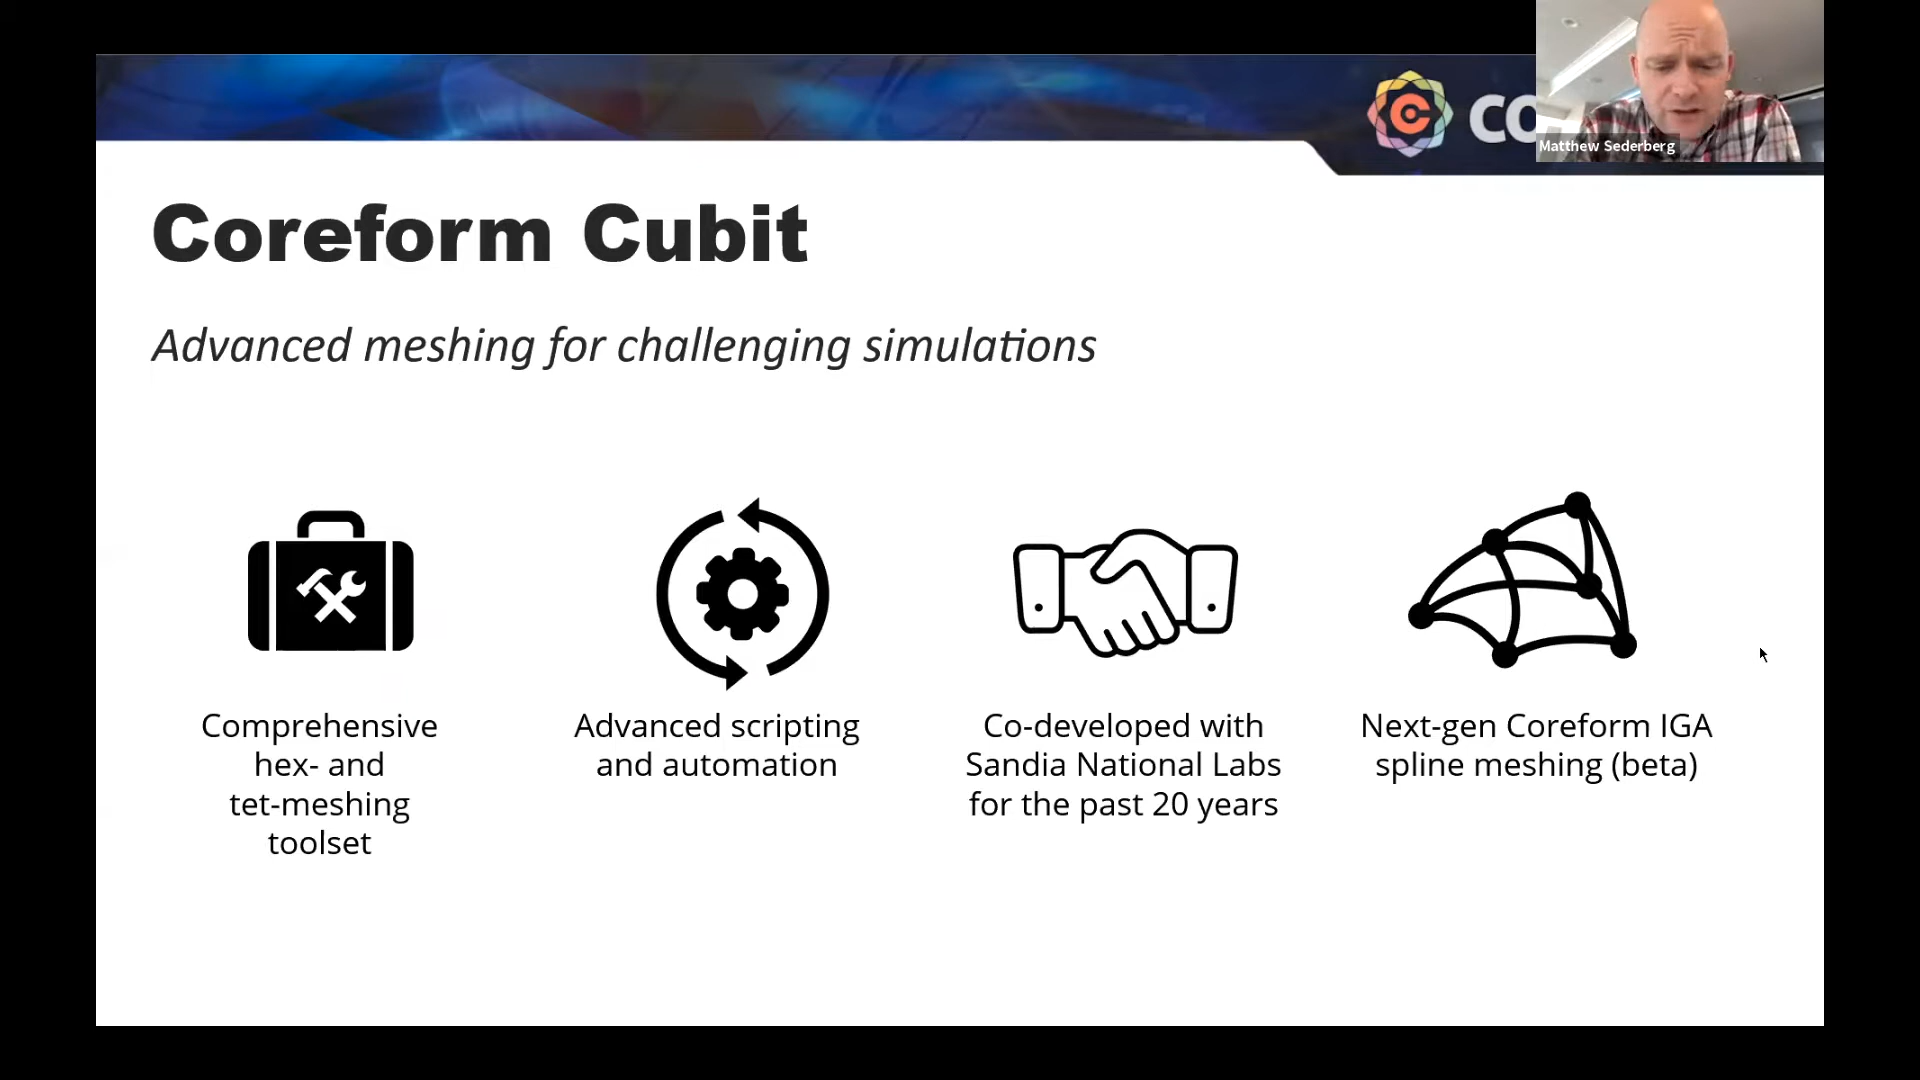 co
Matthew Sederberg
Coreform Cubit
Advanced meshing for challenging simulations
Comprehensive
hex- and
tet-meshing
toolset
Advanced scripting
and automation
Co-developed with
Sandia National Labs
for the past 20 years
Next-gen Coreform IGA
spline meshing (beta)